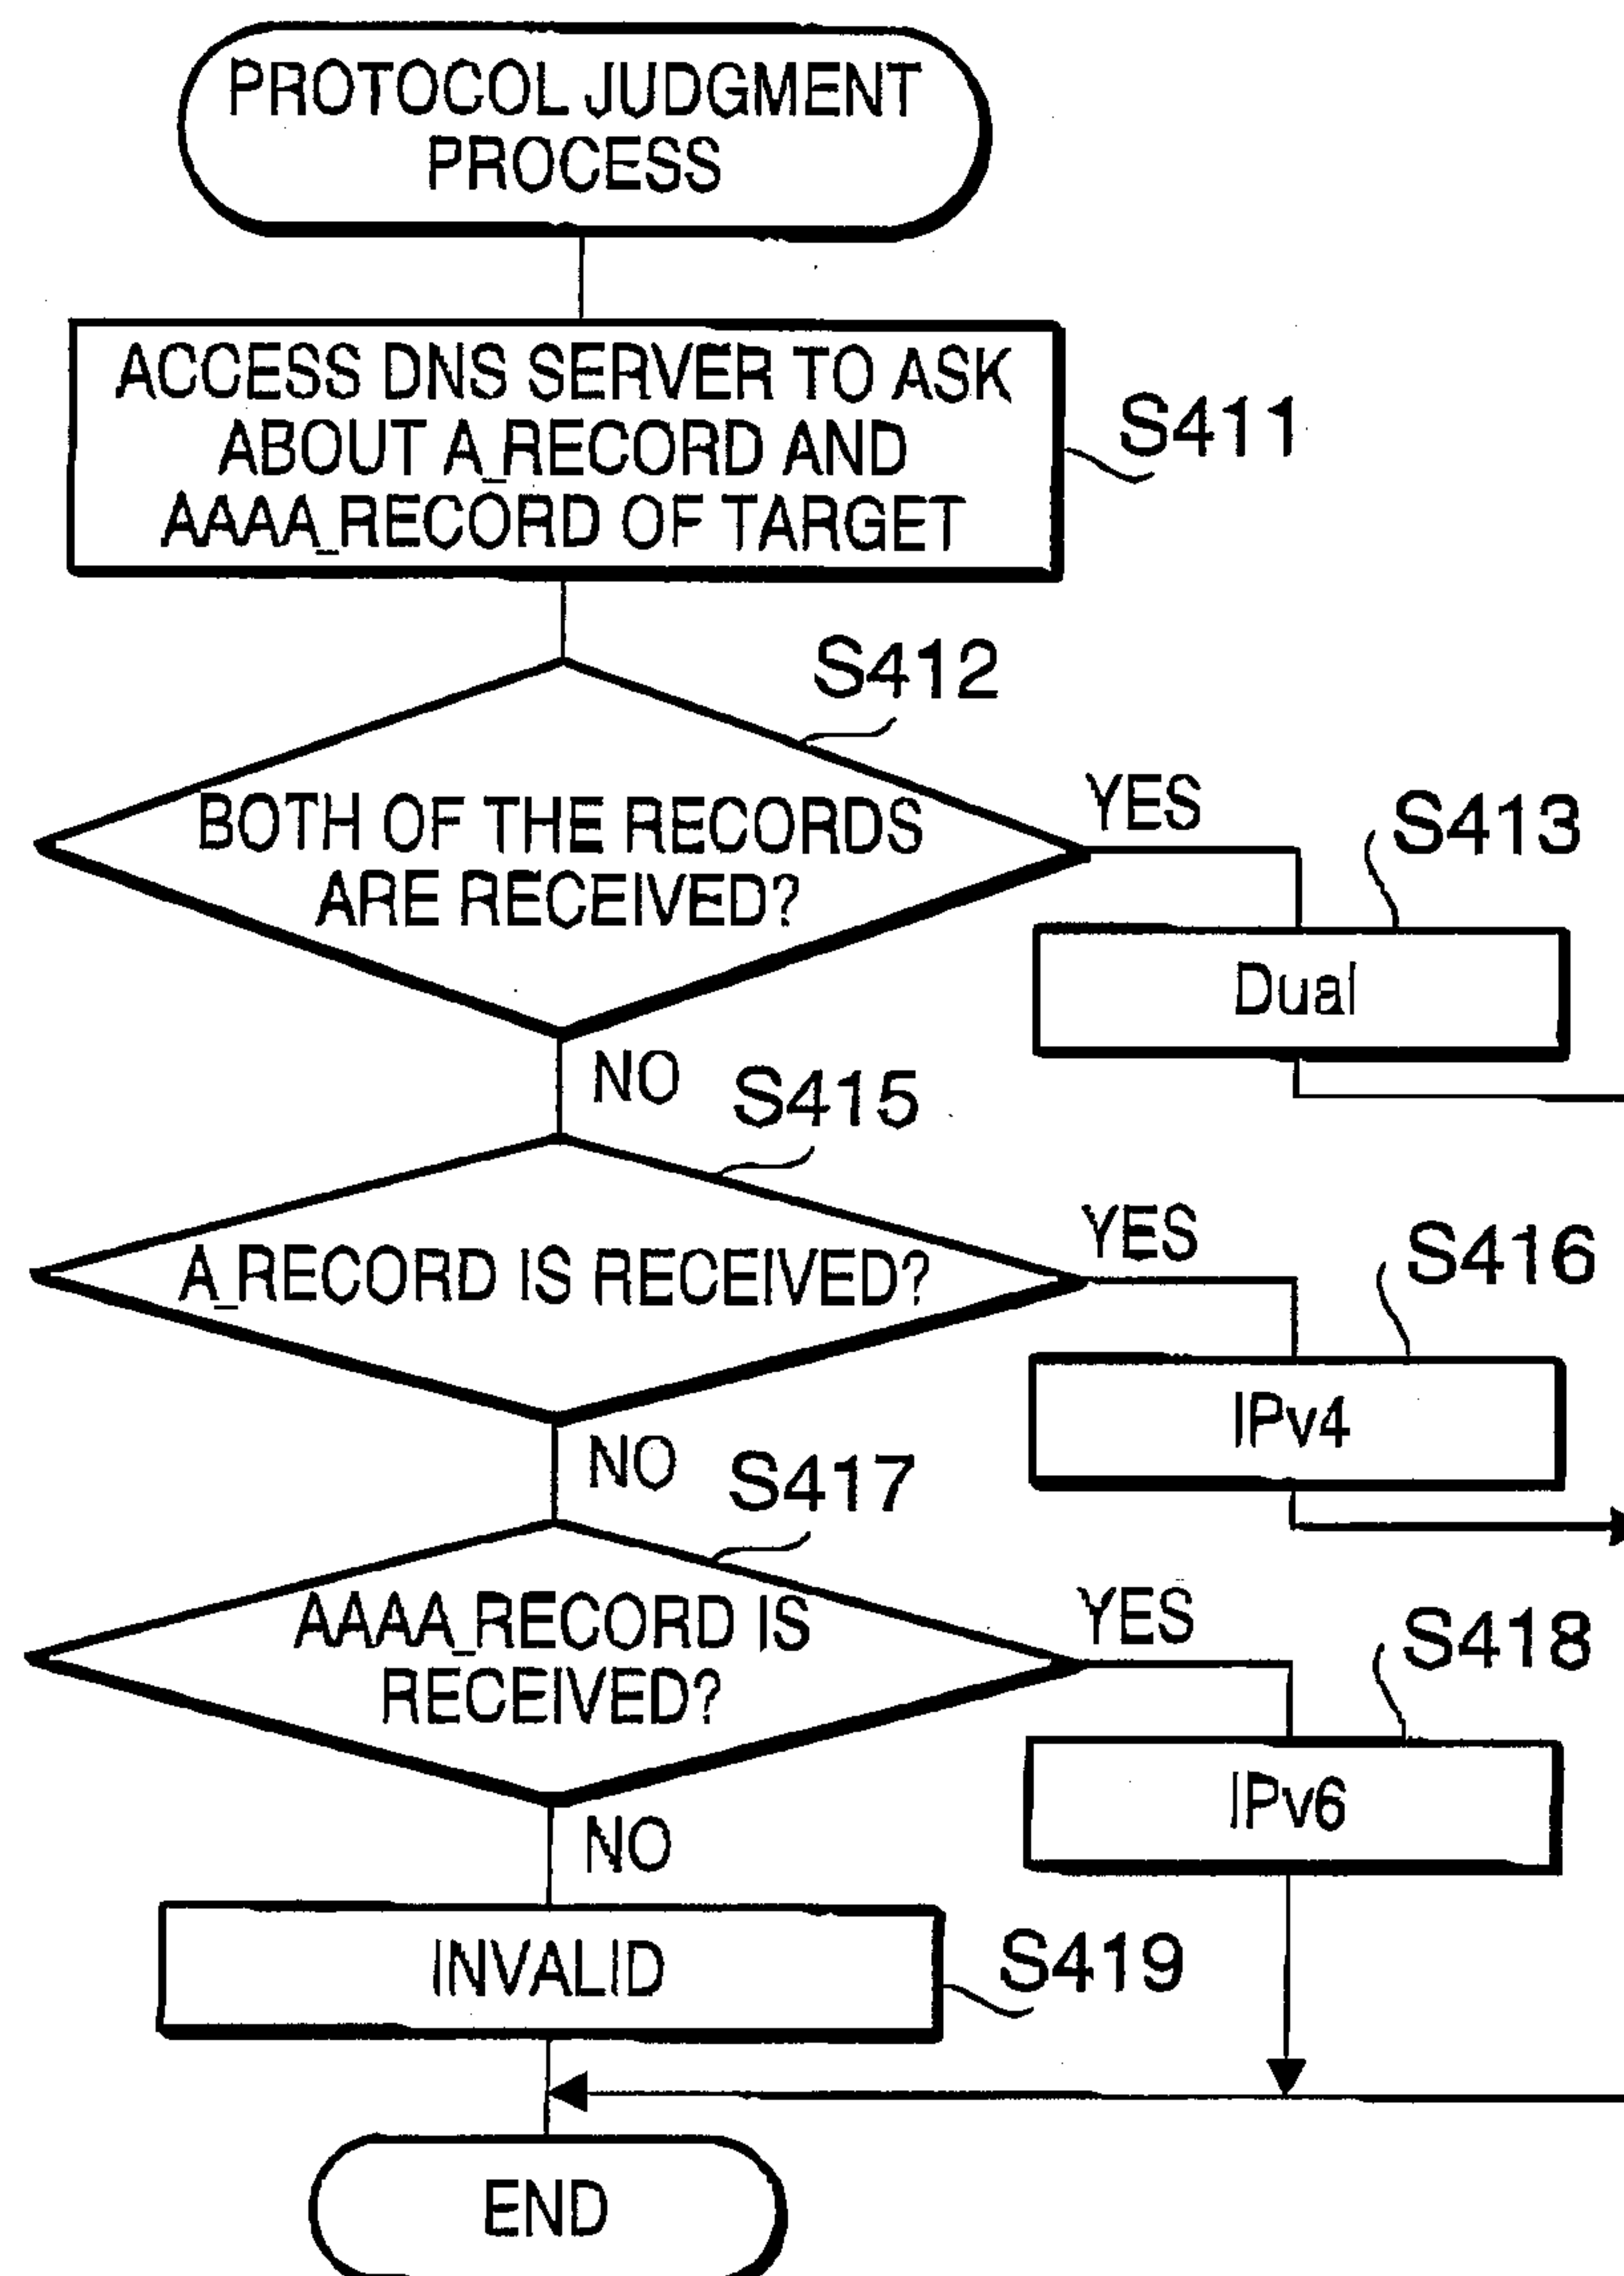 PROTOCOL JUDGMENT
PROCESS
ACCESS DNS SERVER TO ASK
ABOUT A_RECORD AND
AAAA_RECORD OF TARGET
S411
S412
BOTH OF THE RECORDS
ARE RECEIVED?
YES
S413
Dual
NO
S415
A_RECORD IS RECEIVED?
YES
S416
IPv4
NO
S417
AAAA_RECORD IS
RECEIVED?
YES
S418
IPv6
NO
INVALID
S419
END